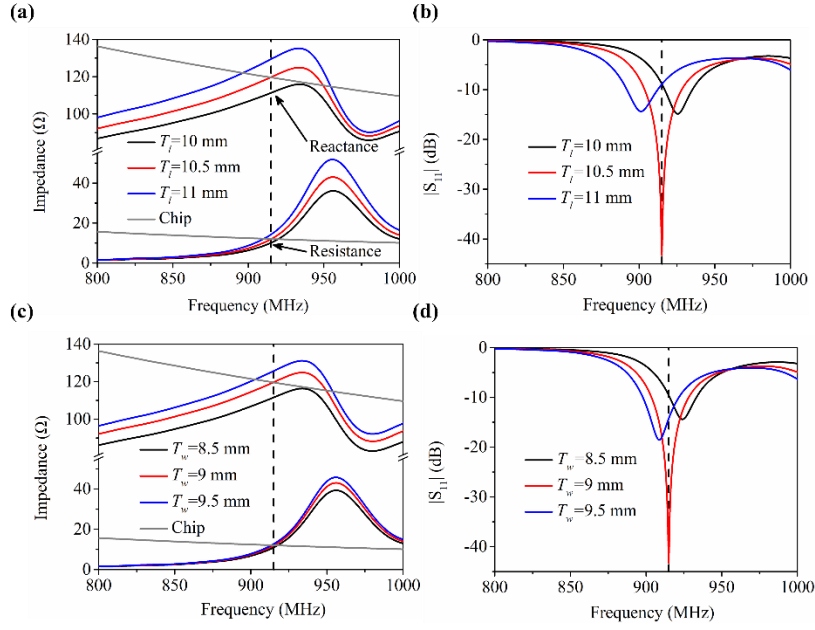 (a)
140
120
100
80
40
20
0
800
850
900
950
1000
Impedance (Ω)
Frequency (MHz)
T_l=10 mm
T_l=10.5 mm
T_l=11 mm
Chip
Reactance
Resistance
(b)
0
-10
-20
-30
-40
800
850
900
950
1000
|S₁₁| (dB)
Frequency (MHz)
T_l=10 mm
T_l=10.5 mm
T_l=11 mm
(c)
140
120
100
80
40
20
0
800
850
900
950
1000
Impedance (Ω)
Frequency (MHz)
T_w=8.5 mm
T_w=9 mm
T_w=9.5 mm
Chip
(d)
0
-10
-20
-30
-40
800
850
900
950
1000
|S₁₁| (dB)
Frequency (MHz)
T_w=8.5 mm
T_w=9 mm
T_w=9.5 mm